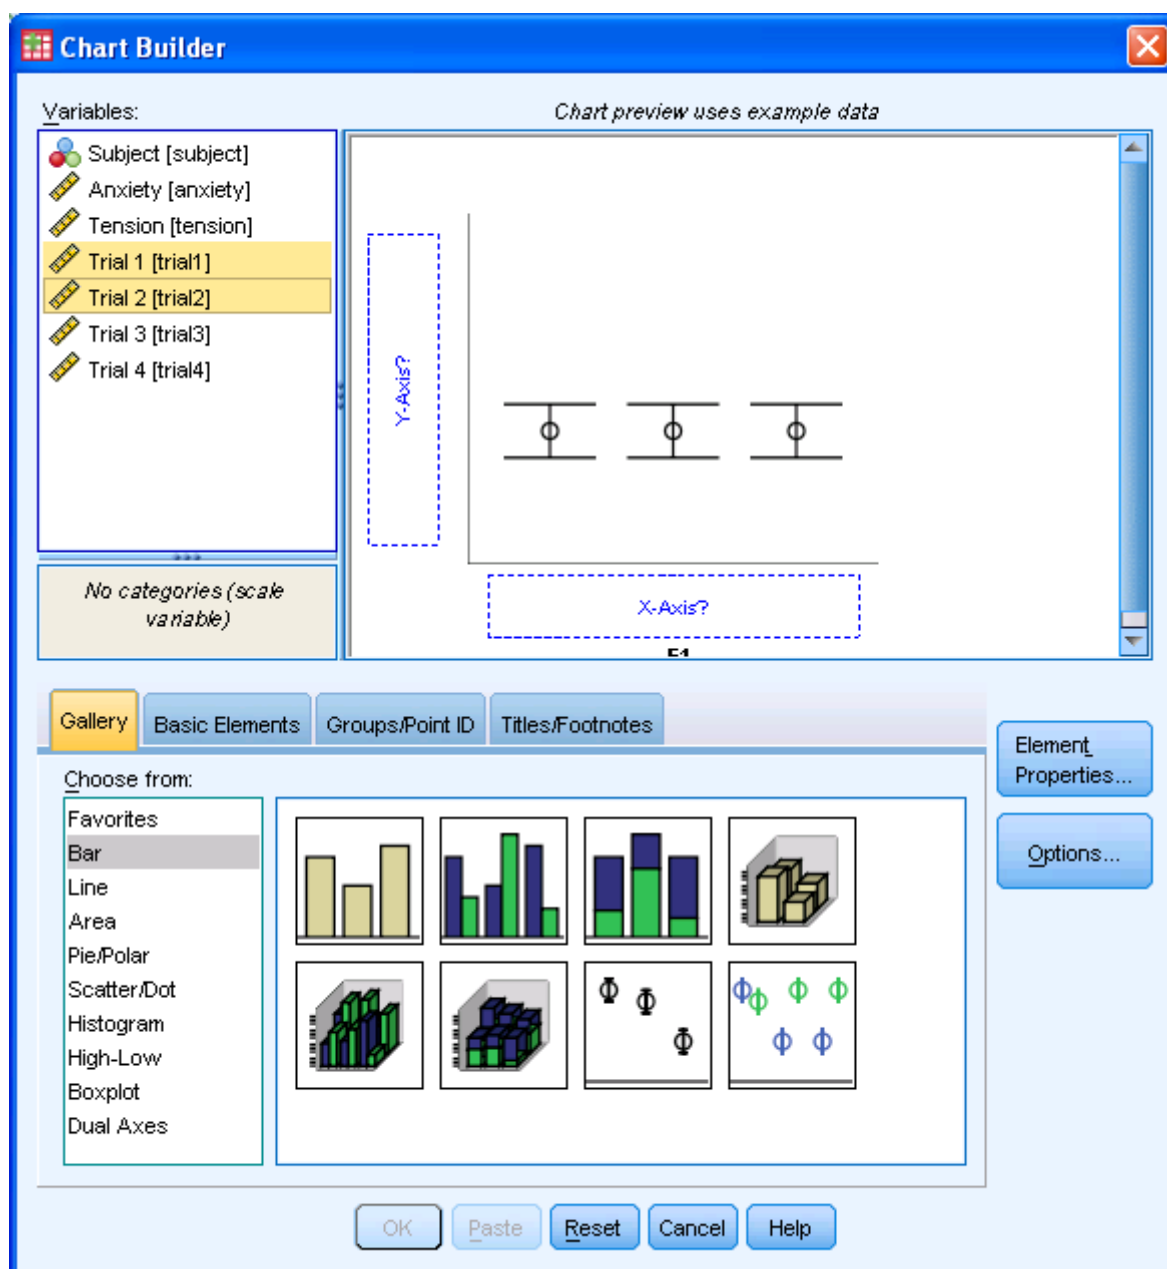 Chart Builder
Variables:
Chart preview uses example data
Subject [subject]
Anxiety [anxiety]
Tension [tension]
Trial 1 [trial1]
Trial 2 [trial2]
Trial 3 [trial3]
Trial 4 [trial4]
Y-Axis?
X-Axis?
No categories (scale
variable)
Gallery
Basic Elements
Groups/Point ID
Titles/Footnotes
Element
Properties...
Options...
Choose from:
Favorites
Bar
Line
Area
Pie/Polar
Scatter/Dot
Histogram
High-Low
Boxplot
Dual Axes
OK
Paste
Reset
Cancel
Help